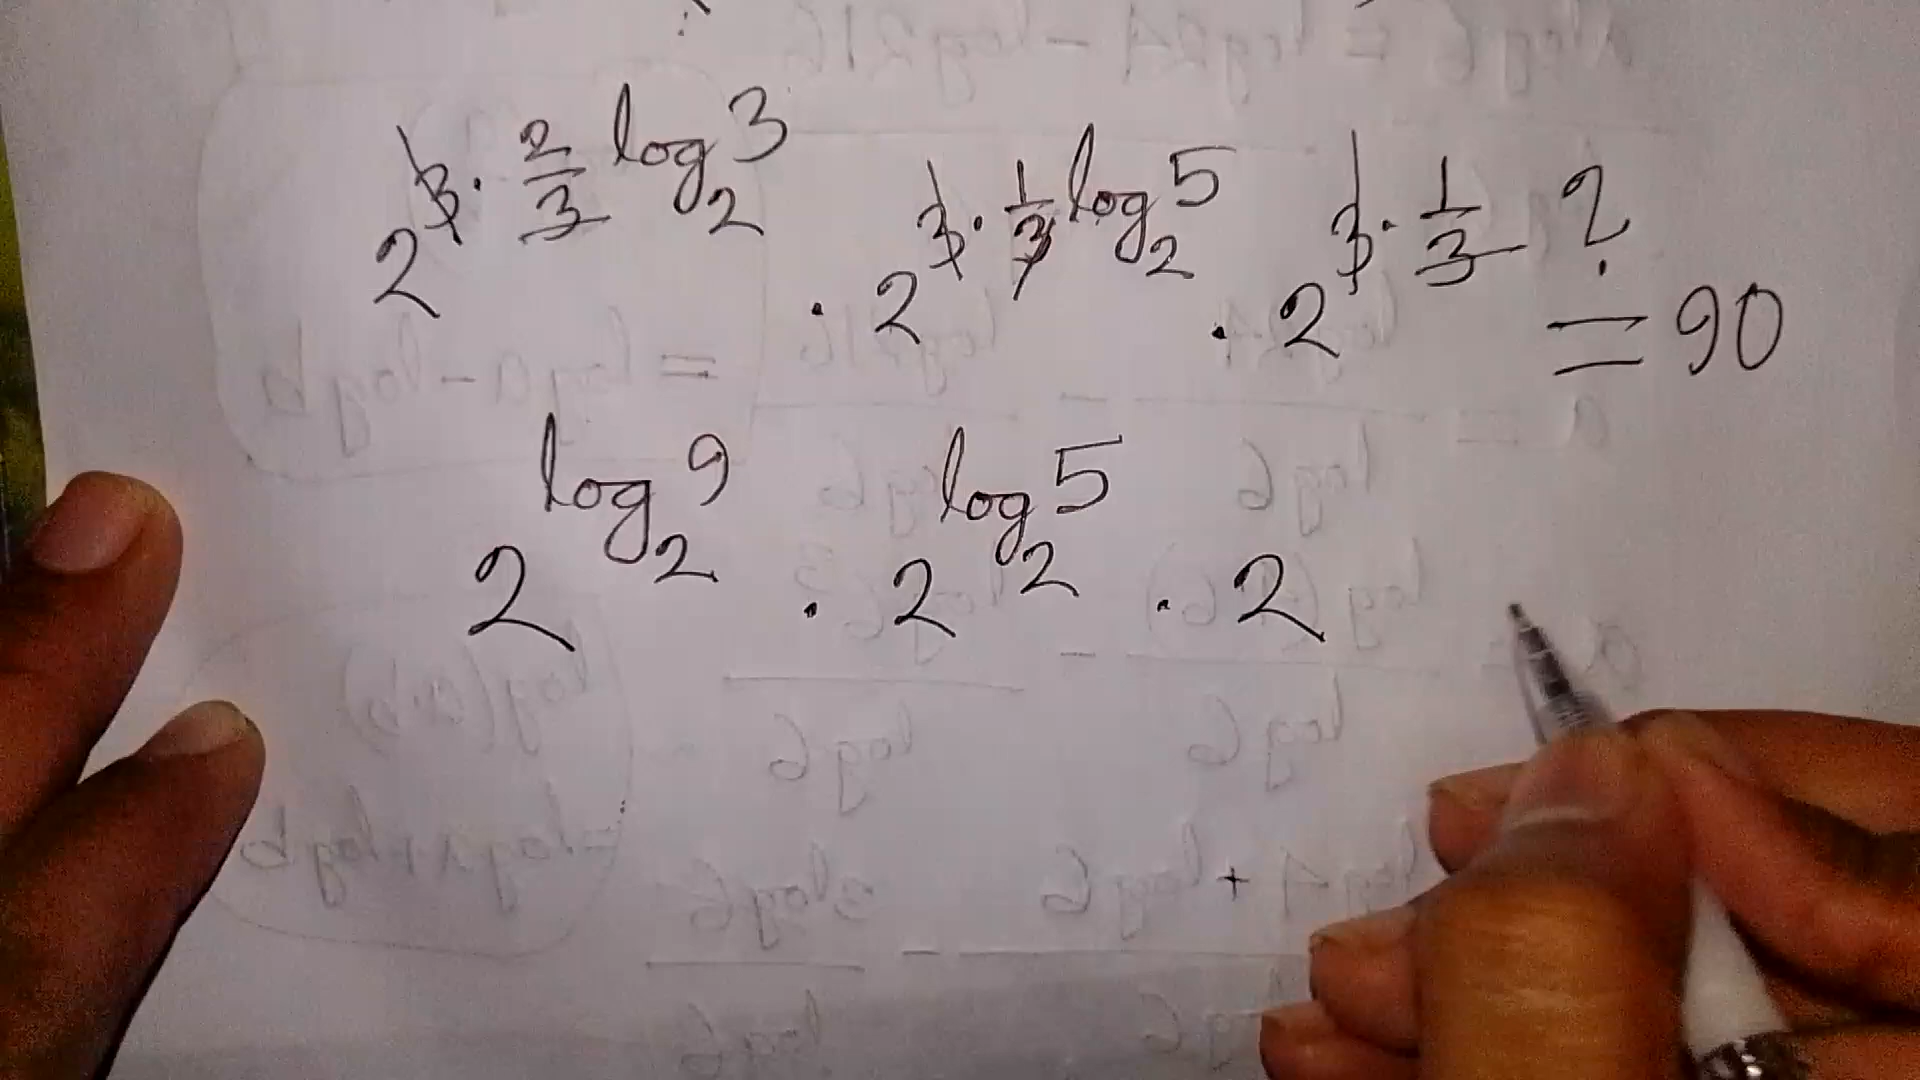 2^{3 · 2/3 log_2 3} · 2^{3 · 1/3 log_2 5} · 2^{3 · 1/3} ?= 90
2^{log_2 9} · 2^{log_2 5} · 2